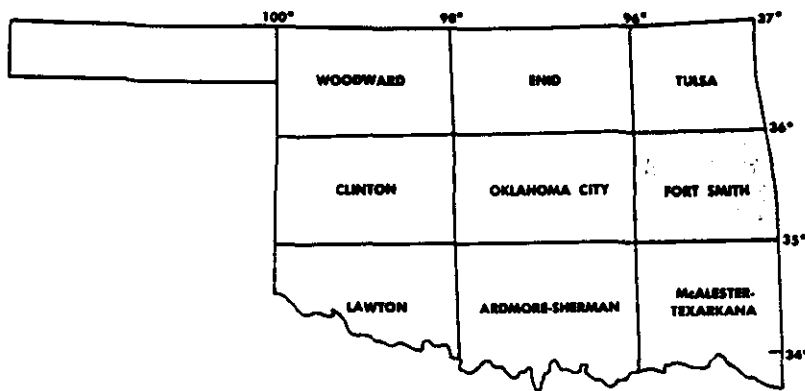 100° 98° 96° 37°
WOODWARD ENID TULSA
36°
CLINTON OKLAHOMA CITY FORT SMITH
35°
LAWTON ARDMORE-SHERMAN McALESTER-
TEXARKANA
34°